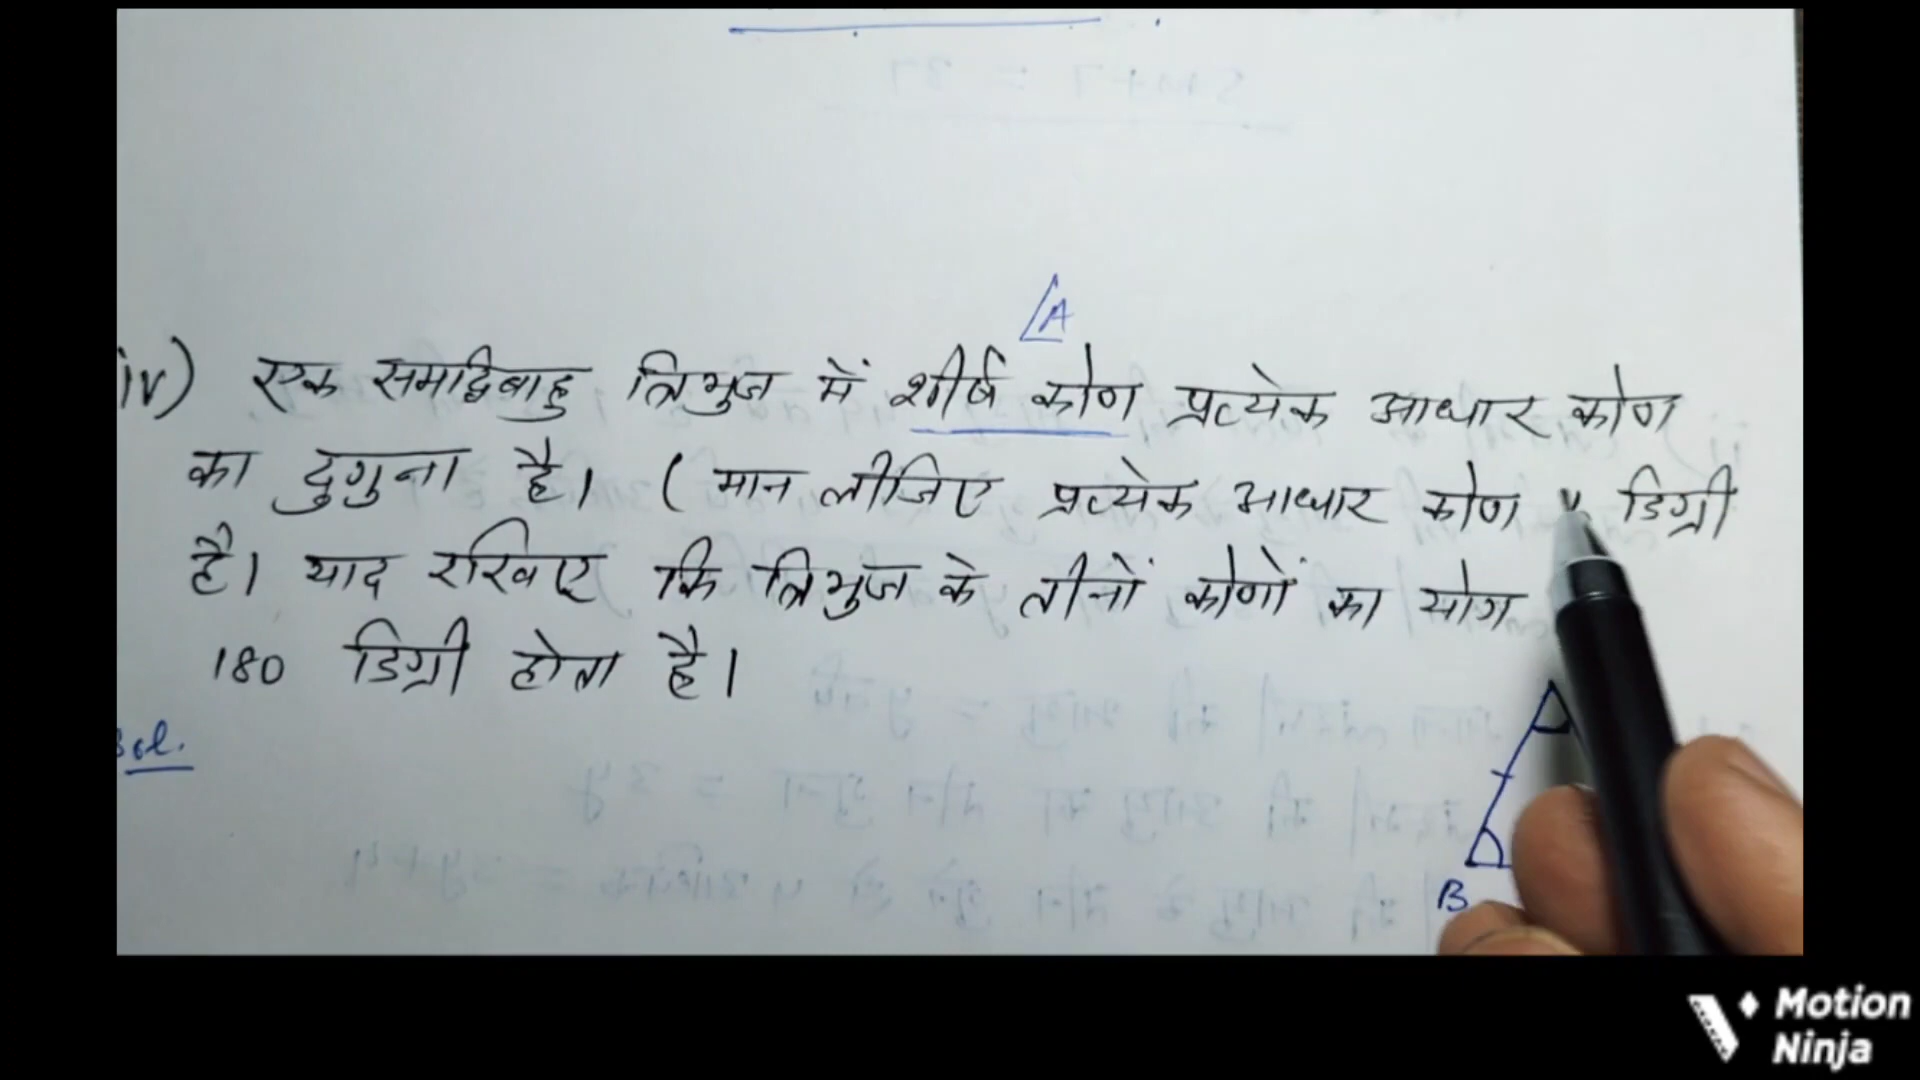 ∠A
iv) एक समद्विबाहु त्रिभुज में शीर्ष कोण प्रत्येक आधार कोण
का दुगुना है। (मान लीजिए प्रत्येक आधार कोण डिग्री
है। याद रखिए कि त्रिभुज के तीनों कोणों का योग
180 डिग्री होता है।
Sol.
B
Motion
Ninja